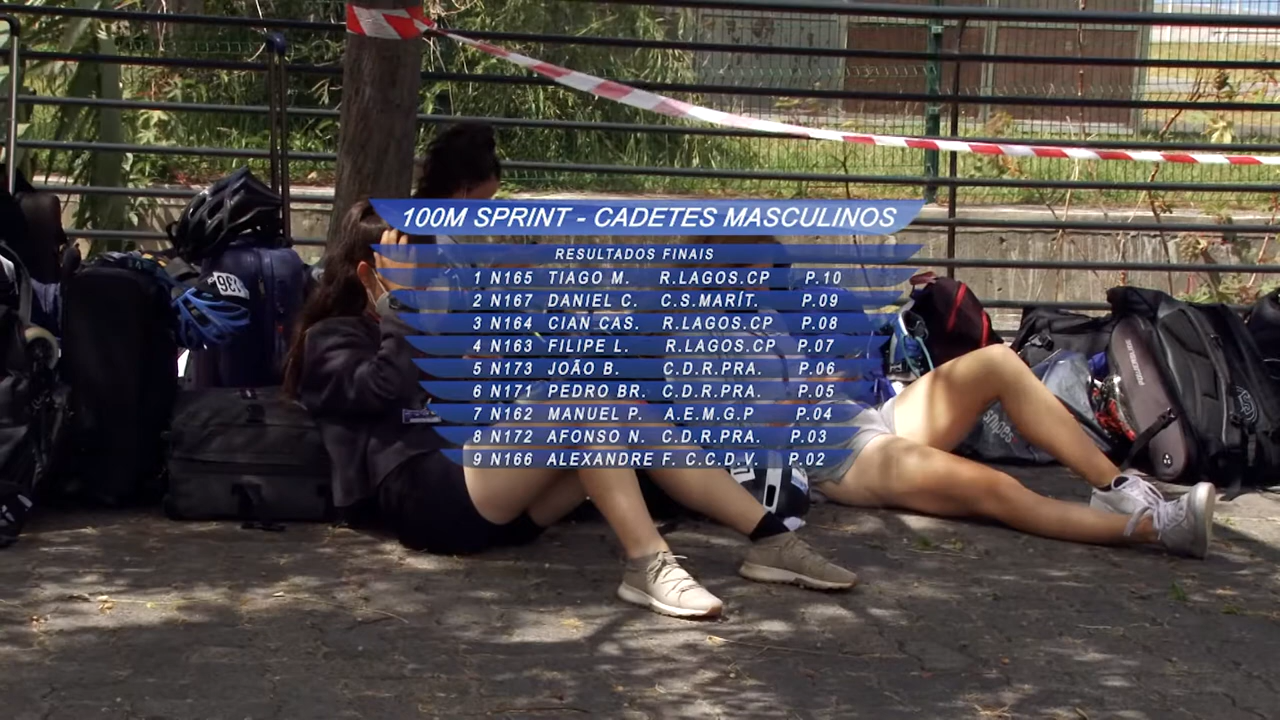 100M SPRINT - CADETES MASCULINOS
RESULTADOS FINAIS
1 N165 TIAGO M. R.LAGOS.CP P.10
2 N167 DANIEL C. C.S.MARÍT. P.09
3 N164 CIAN CAS. R.LAGOS.CP P.08
4 N163 FILIPE L. R.LAGOS.CP P.07
5 N173 JOÃO B. C.D.R.PRA. P.06
6 N171 PEDRO BR. C.D.R.PRA. P.05
7 N162 MANUEL P. A.E.M.G.P P.04
8 N172 AFONSO N. C.D.R.PRA. P.03
9 N166 ALEXANDRE F. C.C.D.V. P.02